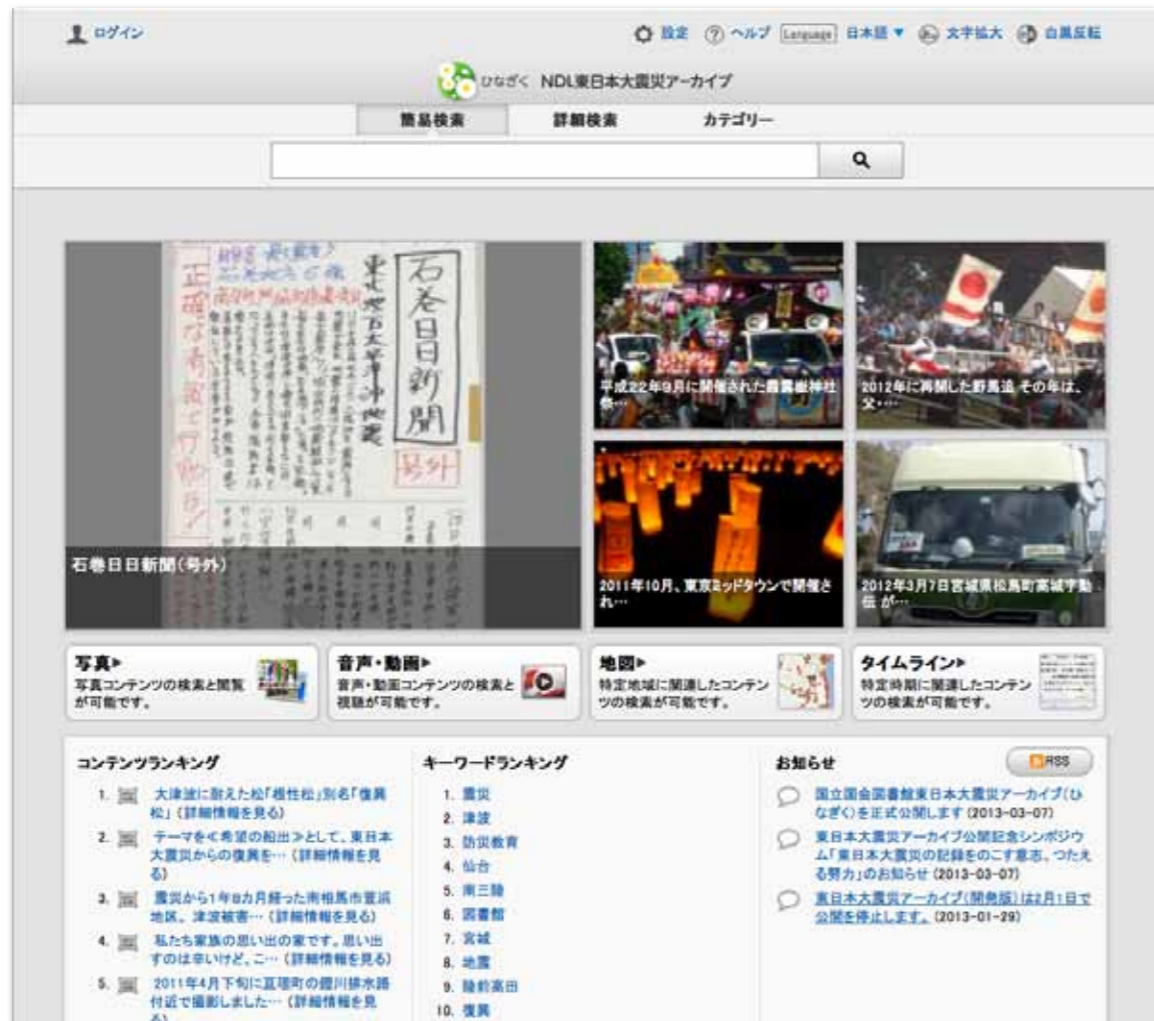 ログイン
設定 ヘルプ Language 日本語▼ 文字拡大 白黒反転
ひなぎく NDL東日本大震災アーカイブ
簡易検索 詳細検索 カテゴリー
正確な情報で行動を!
石巻日日新聞
号外
東北地方太平洋沖地震
石巻日日新聞(号外)
平成22年9月に開催された
祭…
2012年に再開した野馬追 その年は、
父・…
2011年10月、東京ミッドタウンで開催さ
れ…
2012年3月7日宮城県松島町高城字動
伝 が…
写真▶
写真コンテンツの検索と閲覧
が可能です。
音声・動画▶
音声・動画コンテンツの検索と
視聴が可能です。
地図▶
特定地域に関連したコンテン
ツの検索が可能です。
タイムライン▶
特定時期に関連したコンテン
ツの検索が可能です。
コンテンツランキング
1. 大津波に耐えた松「根性松」別名「復興
松」 (詳細情報を見る)
2. テーマを≪希望の船出≫として、東日本
大震災からの復興を… (詳細情報を見
る)
3. 震災から1年8カ月経った南相馬市萱浜
地区。 津波被害… (詳細情報を見る)
4. 私たち家族の思い出の家です。思い出
すのは辛いけど、こ… (詳細情報を見る)
5. 2011年4月下旬に亘理町の鐙川排水路
付近で撮影しました… (詳細情報を見
る)
キーワードランキング
1. 震災
2. 津波
3. 防災教育
4. 仙台
5. 南三陸
6. 図書館
7. 宮城
8. 地震
9. 陸前高田
10. 復興
お知らせ
RSS
国立国会図書館東日本大震災アーカイブ(ひ
なぎく)を正式公開します (2013-03-07)
東日本大震災アーカイブ公開記念シンポジウ
ム「東日本大震災の記録をのこす意志、つたえ
る努力」のお知らせ (2013-03-07)
東日本大震災アーカイブ(開発版)は2月1日で
公開を停止します。 (2013-01-29)